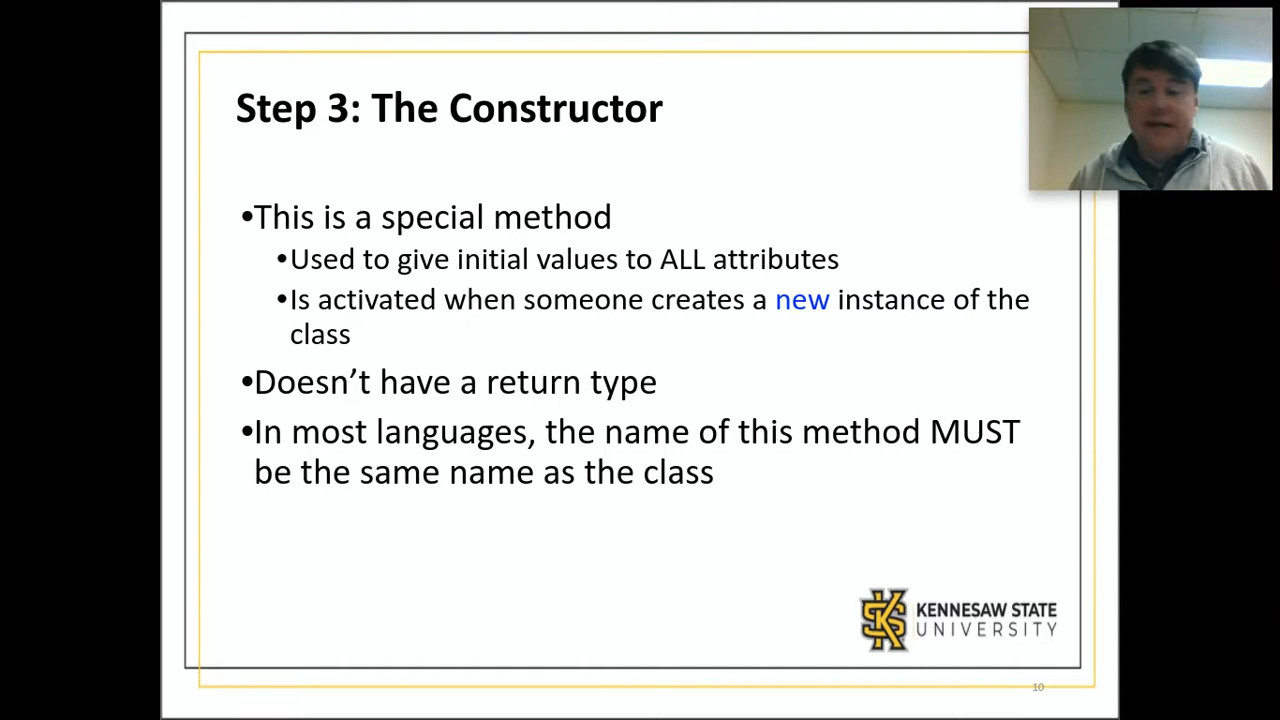 Step 3: The Constructor
•This is a special method
•Used to give initial values to ALL attributes
•Is activated when someone creates a new instance of the
class
•Doesn’t have a return type
•In most languages, the name of this method MUST
be the same name as the class
KENNESAW STATE
UNIVERSITY
10